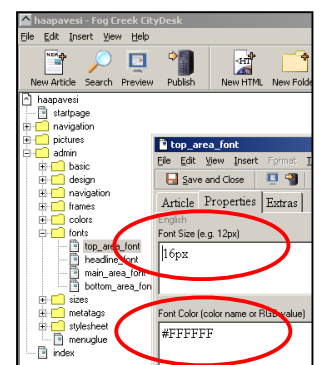 haapavesi - Fog Creek CityDesk
File Edit Insert View Help
New Article Search Preview Publish New HTML New Folde
haapavesi
startpage
navigation
pictures
admin
basic
design
navigation
frames
colors
fonts
top_area_font
headline_font
main_area_font
bottom_area_fon
sizes
metatags
stylesheet
menuglue
index
top_area_font
File Edit View Insert Format T
Save and Close
Article Properties Extras
English
Font Size (e.g. 12px)
16px
Font Color (color name or RGB value)
#FFFFFF